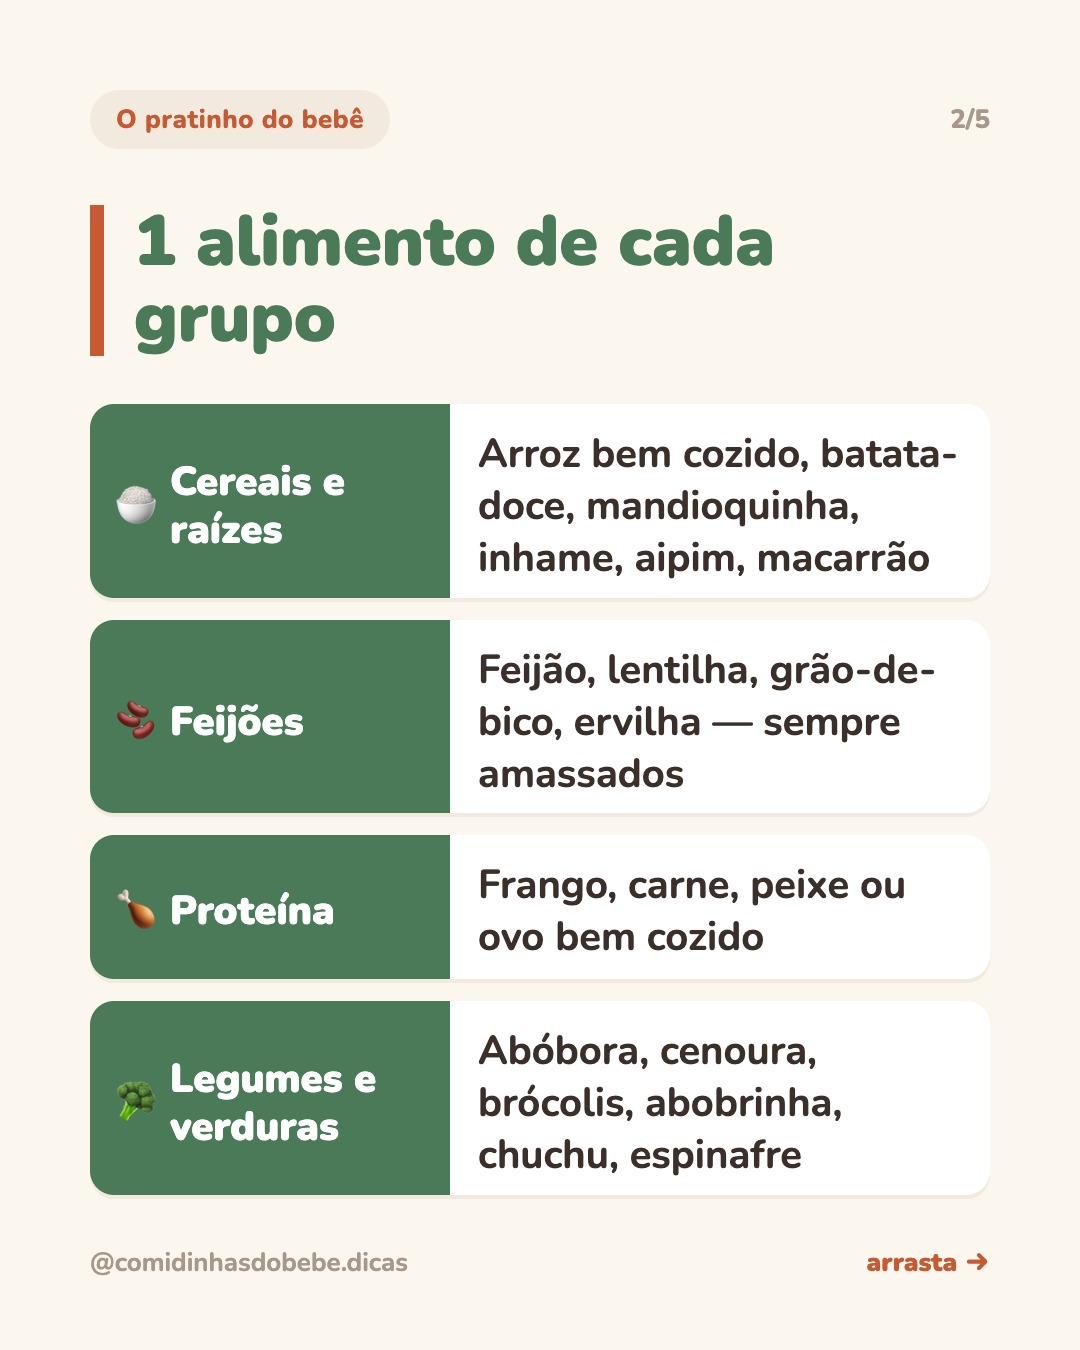 O pratinho do bebê
2/5
1 alimento de cada
grupo
Cereais e
raízes
Arroz bem cozido, batata-
doce, mandioquinha,
inhame, aipim, macarrão
Feijões
Feijão, lentilha, grão-de-
bico, ervilha — sempre
amassados
Proteína
Frango, carne, peixe ou
ovo bem cozido
Legumes e
verduras
Abóbora, cenoura,
brócolis, abobrinha,
chuchu, espinafre
@comidinhasdobebe.dicas
arrasta →